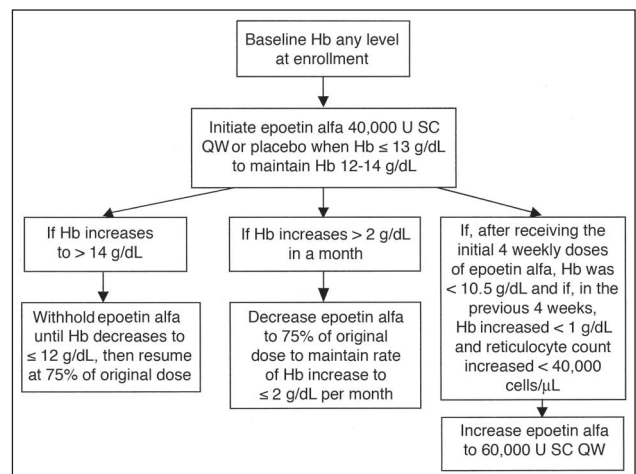 Baseline Hb any level
at enrollment
Initiate epoetin alfa 40,000 U SC
QW or placebo when Hb ≤ 13 g/dL
to maintain Hb 12-14 g/dL
If Hb increases
to > 14 g/dL
Withhold epoetin alfa
until Hb decreases to
≤ 12 g/dL, then resume
at 75% of original dose
If Hb increases > 2 g/dL
in a month
Decrease epoetin alfa
to 75% of original
dose to maintain rate
of Hb increase to
≤ 2 g/dL per month
If, after receiving the
initial 4 weekly doses
of epoetin alfa, Hb was
< 10.5 g/dL and if, in the
previous 4 weeks,
Hb increased < 1 g/dL
and reticulocyte count
increased < 40,000
cells/μL
Increase epoetin alfa
to 60,000 U SC QW